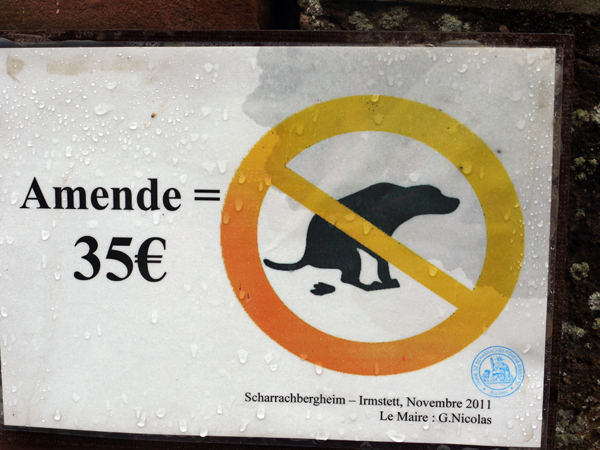 Amende =
35€
Scharrachbergheim – Irmstett, Novembre 2011
Le Maire : G.Nicolas